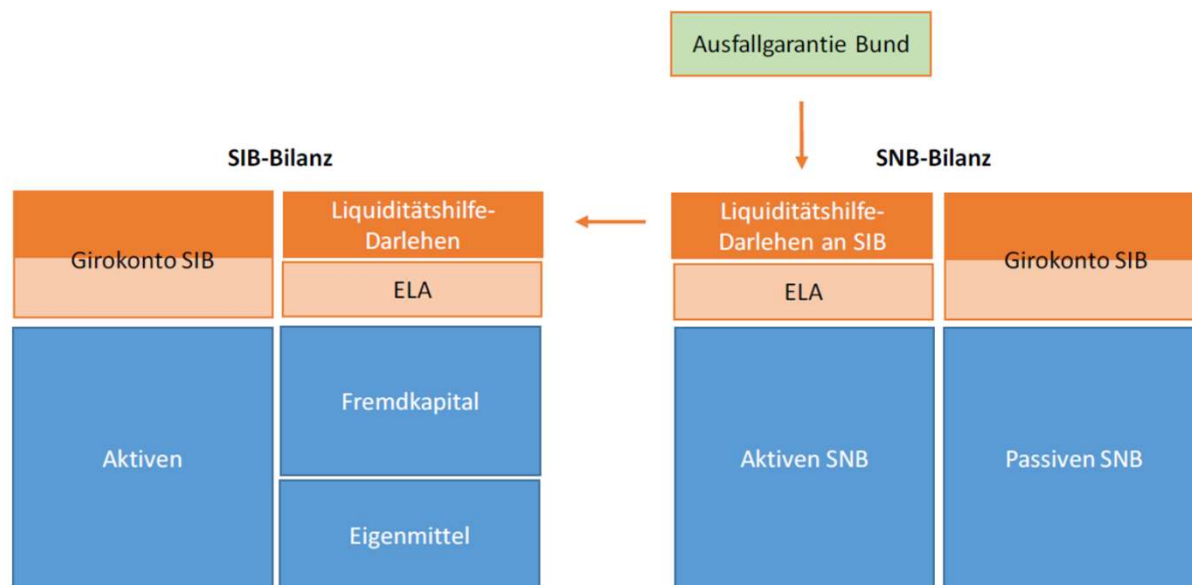 Ausfallgarantie Bund
SIB-Bilanz
SNB-Bilanz
Girokonto SIB
Liquiditätshilfe-
Darlehen
ELA
Aktiven
Fremdkapital
Eigenmittel
Liquiditätshilfe-
Darlehen an SIB
ELA
Girokonto SIB
Aktiven SNB
Passiven SNB